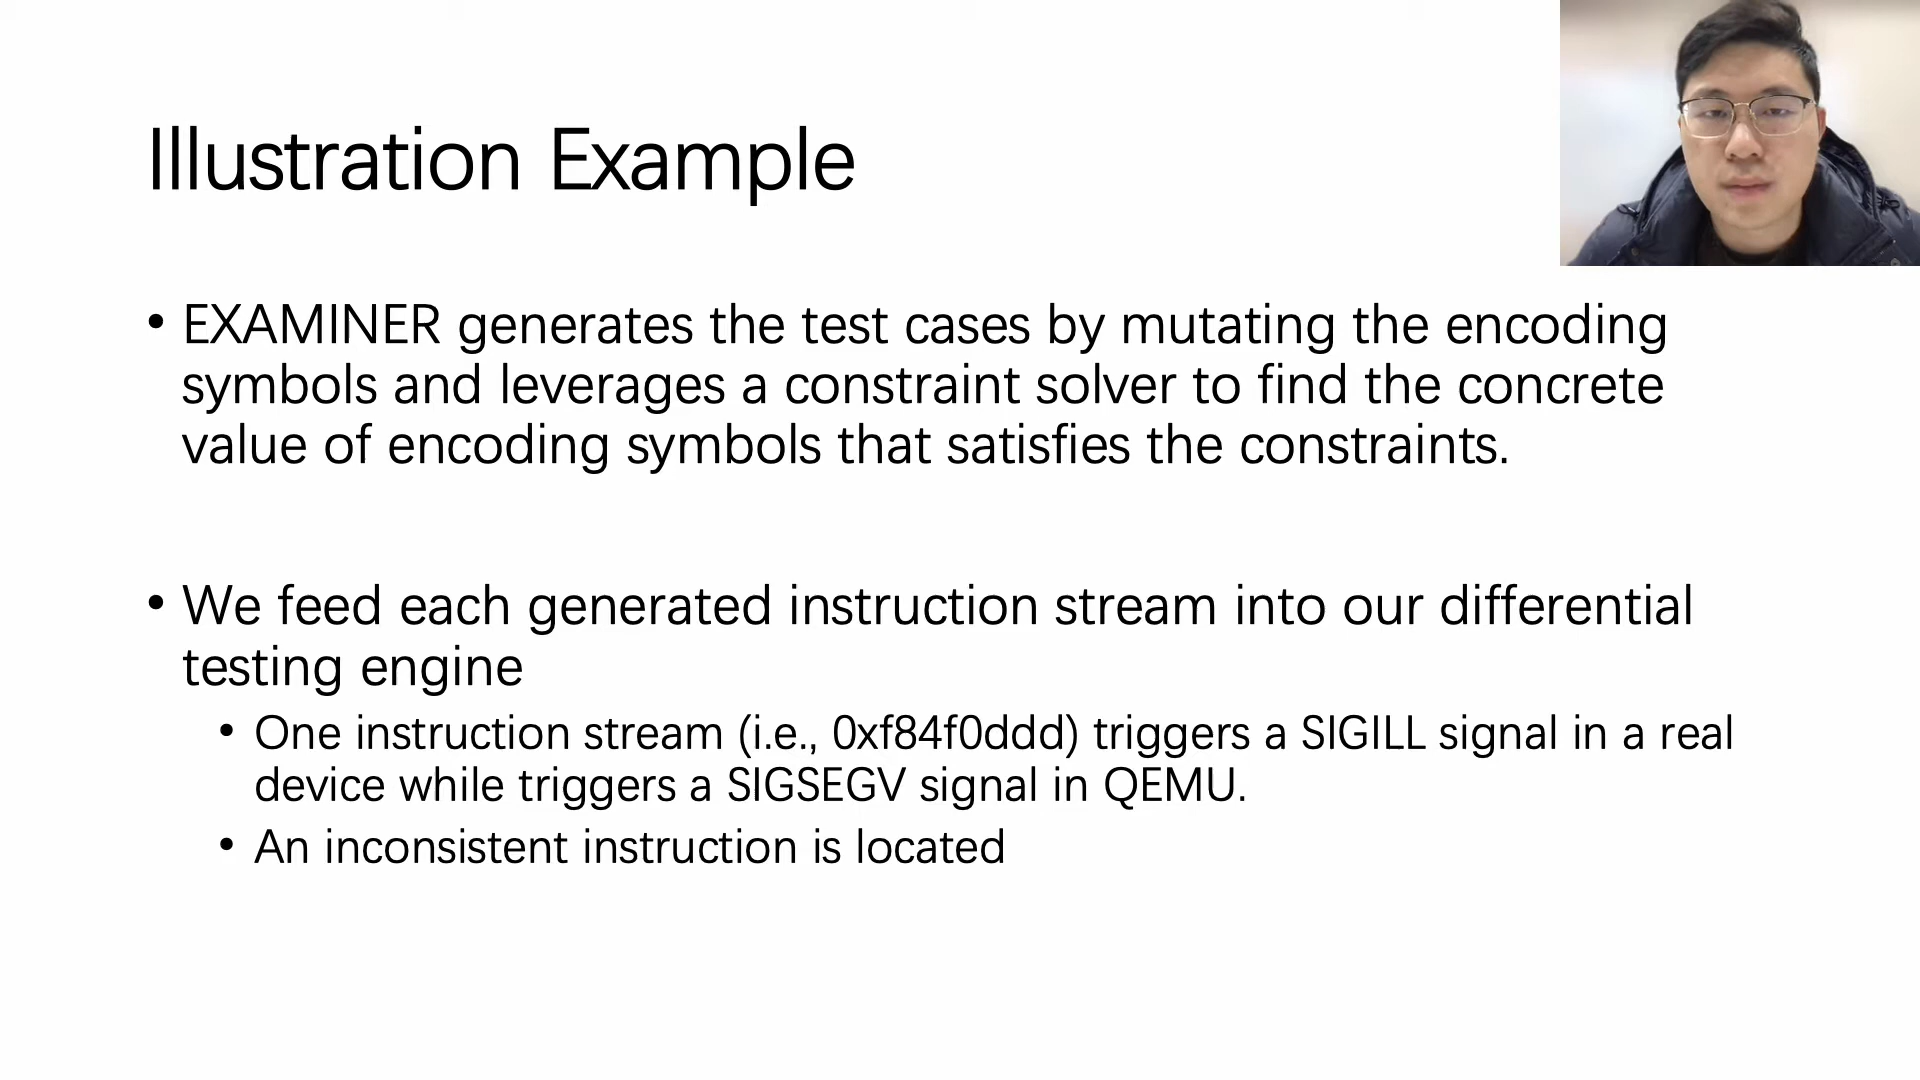 Illustration Example
• EXAMINER generates the test cases by mutating the encoding
symbols and leverages a constraint solver to find the concrete
value of encoding symbols that satisfies the constraints.
• We feed each generated instruction stream into our differential
testing engine
• One instruction stream (i.e., 0xf84f0ddd) triggers a SIGILL signal in a real
device while triggers a SIGSEGV signal in QEMU.
• An inconsistent instruction is located